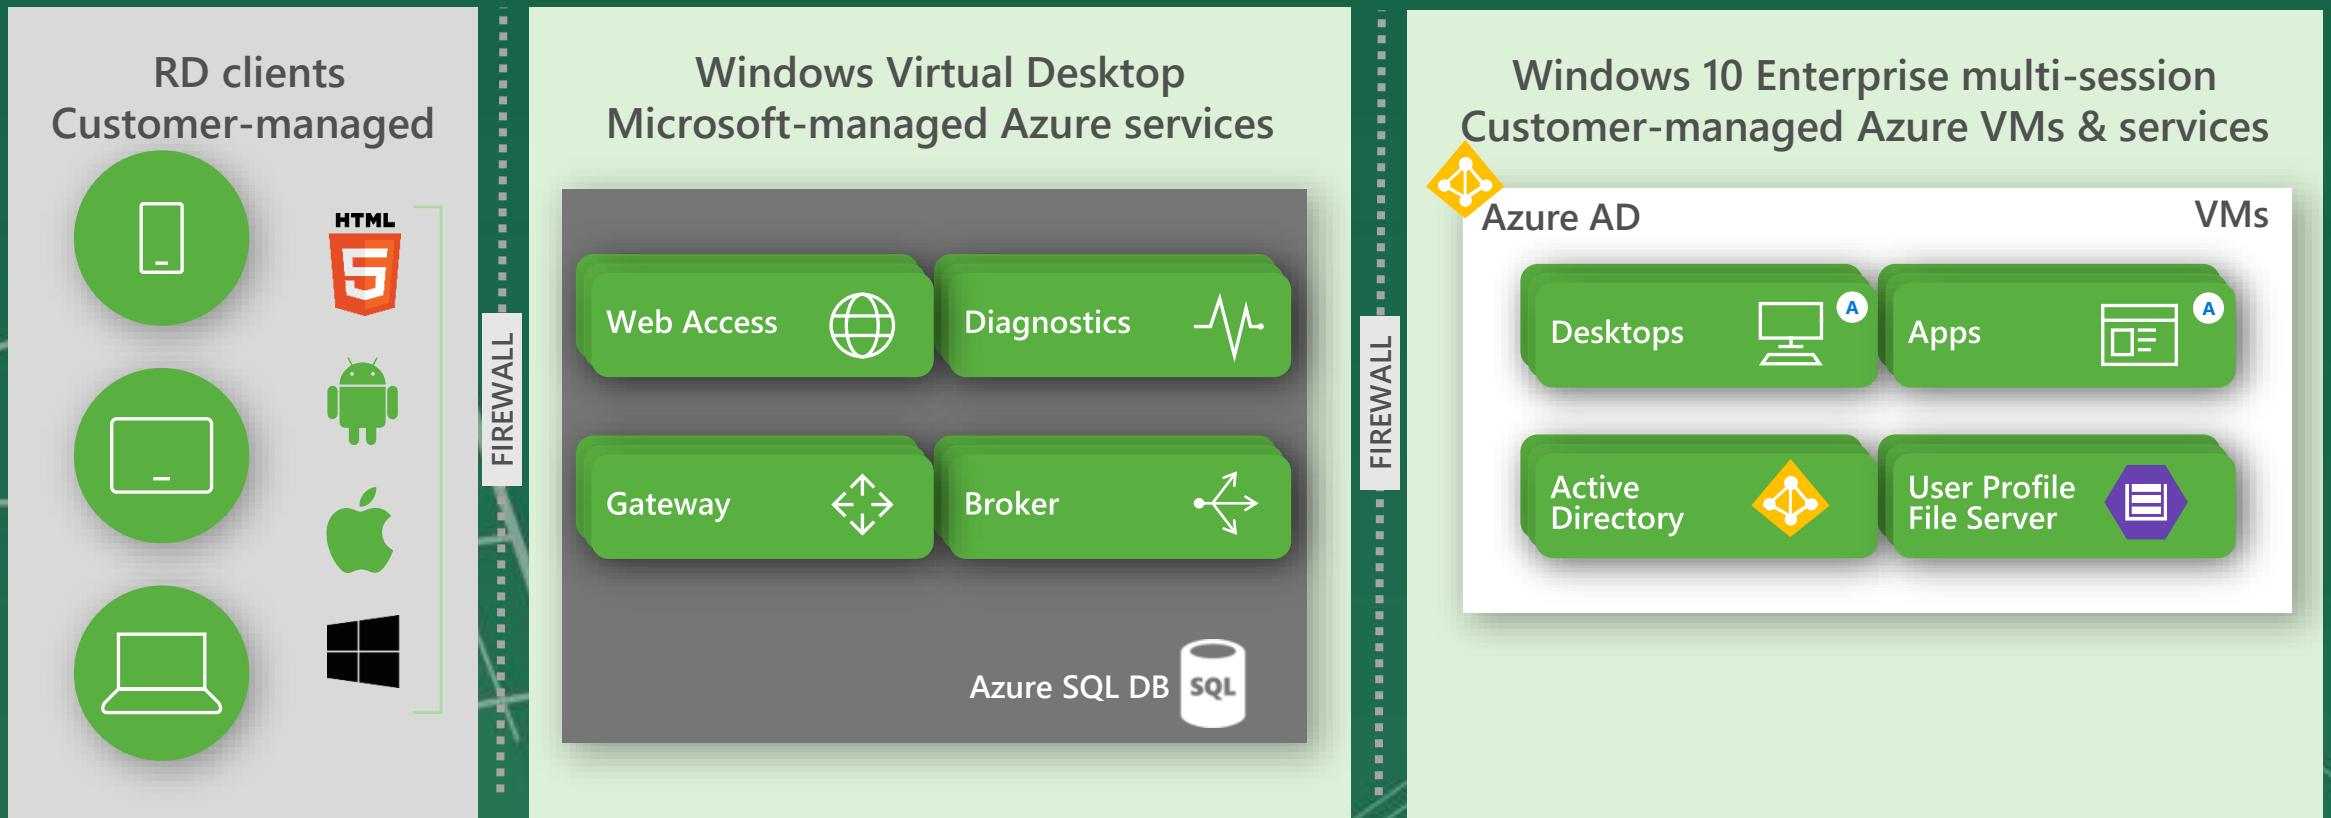 RD clients
Customer-managed
HTML
5
FIREWALL
Windows Virtual Desktop
Microsoft-managed Azure services
Web Access
Diagnostics
Gateway
Broker
Azure SQL DB
SQL
FIREWALL
Windows 10 Enterprise multi-session
Customer-managed Azure VMs & services
Azure AD
VMs
Desktops
A
Apps
A
Active
Directory
User Profile
File Server